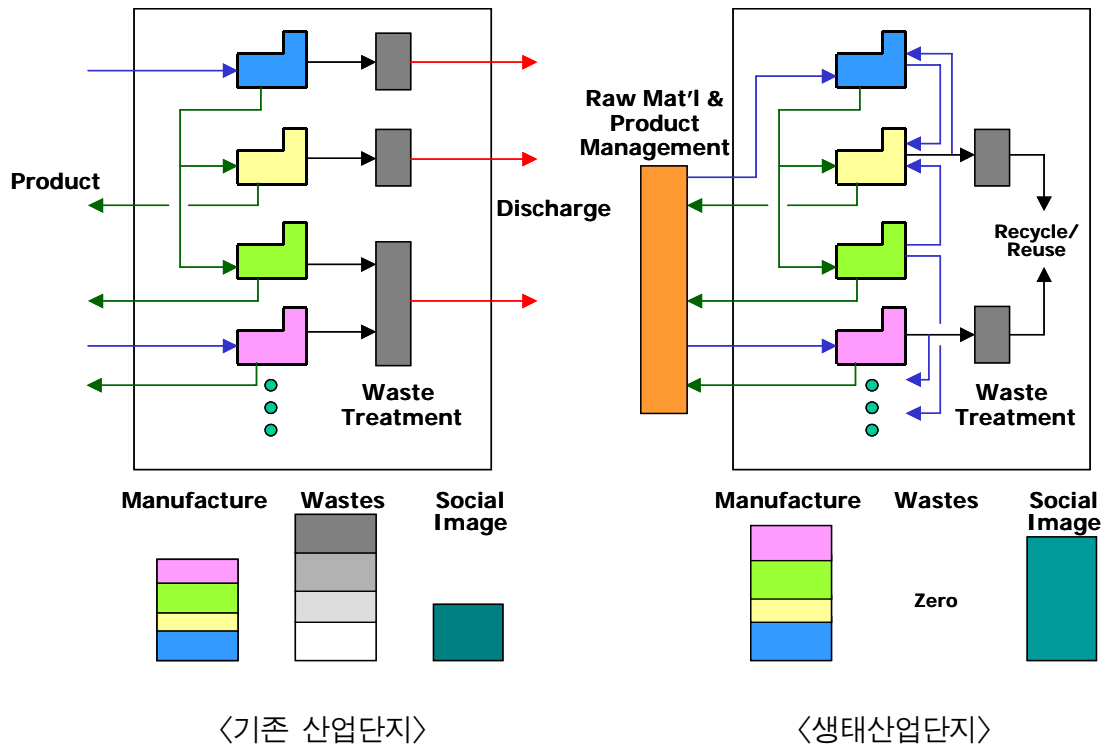 Product
Discharge
Waste
Treatment
Manufacture
Wastes
Social
Image
〈기존 산업단지〉
Raw Mat'l &
Product
Management
Recycle/
Reuse
Waste
Treatment
Manufacture
Wastes
Social
Image
Zero
〈생태산업단지〉